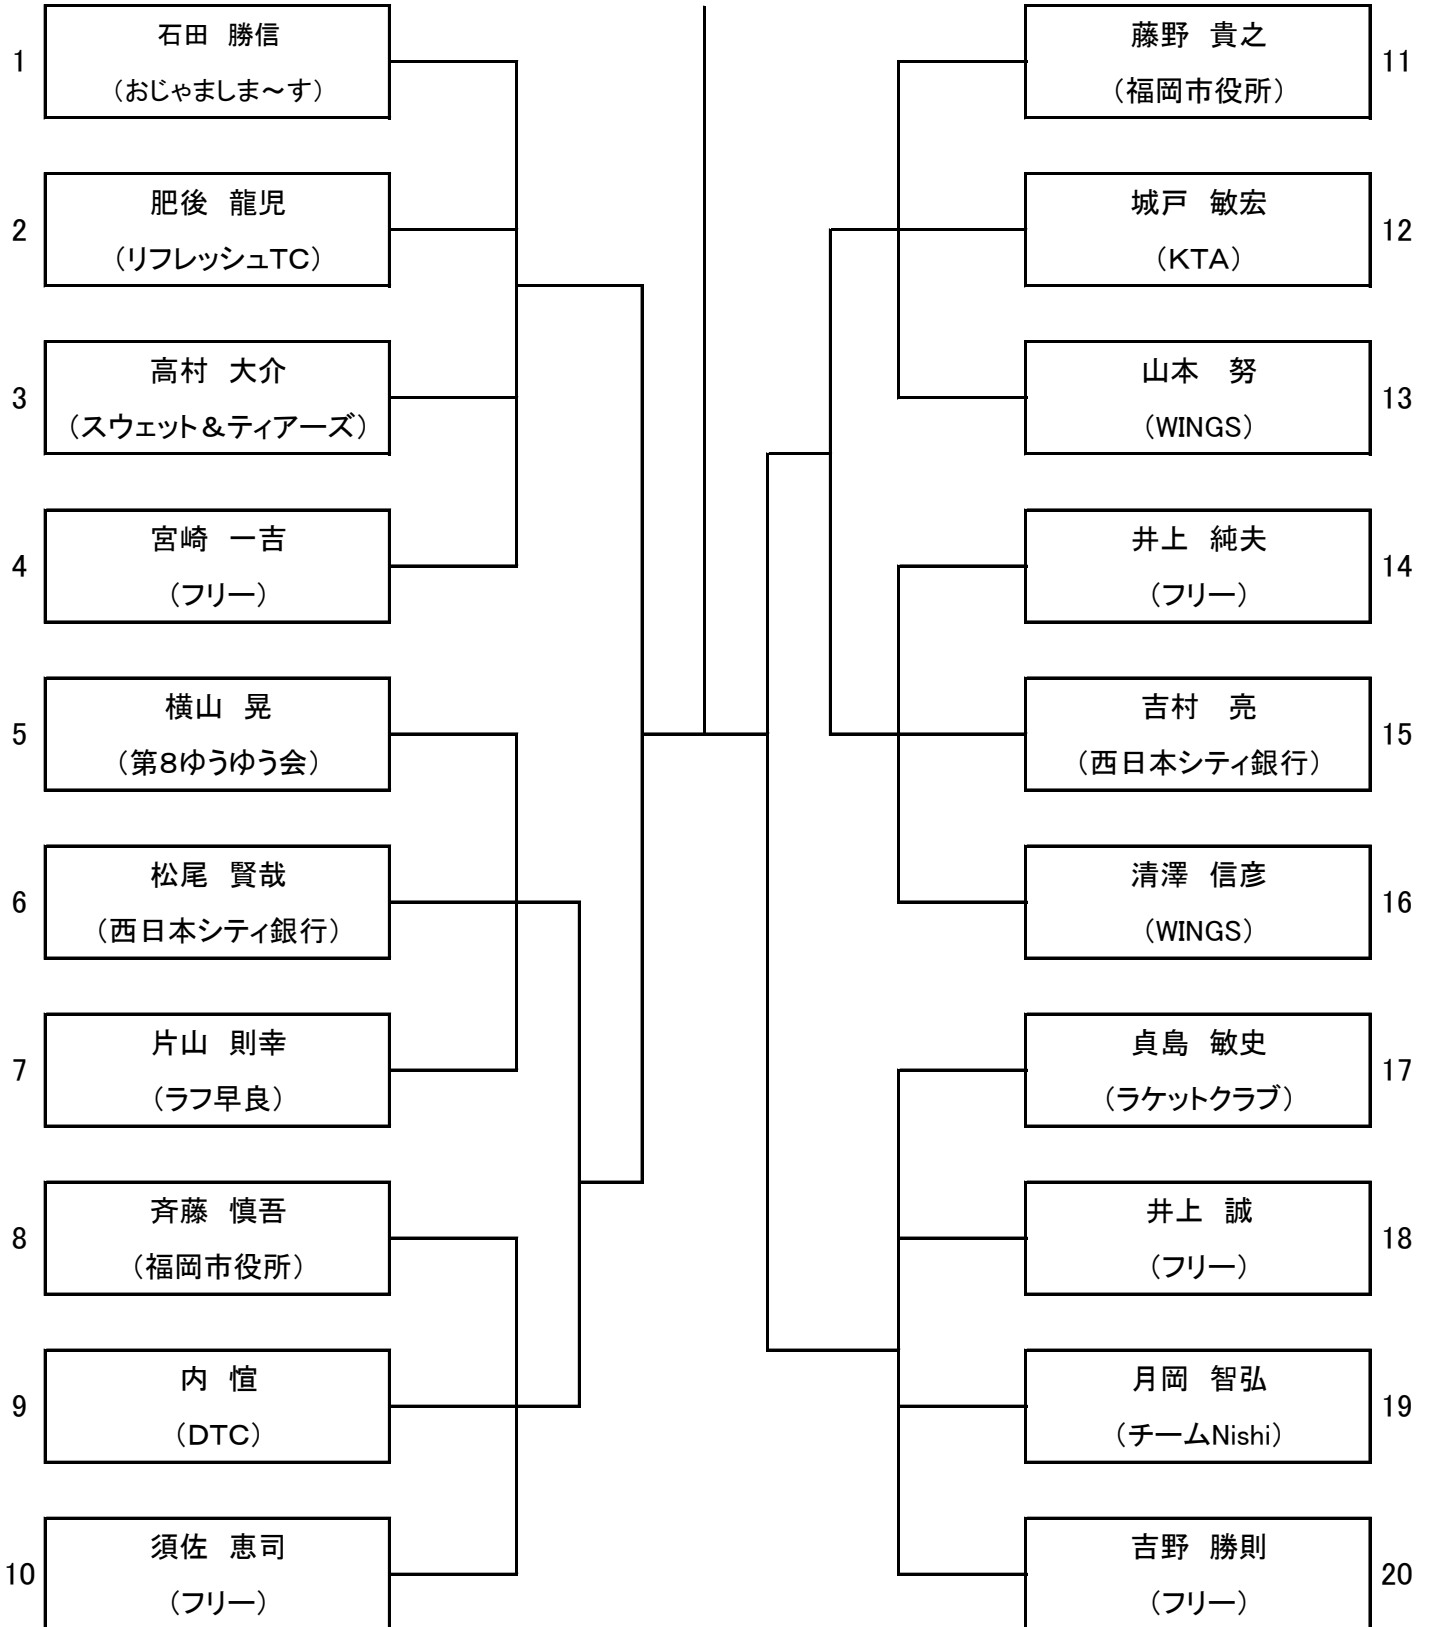 1
石田 勝信
（おじゃましま～す）
2
肥後 龍児
（リフレッシュTC）
3
高村 大介
（スウェット＆ティアーズ）
4
宮崎 一吉
（フリー）
5
横山 晃
（第8ゆうゆう会）
6
松尾 賢哉
（西日本シティ銀行）
7
片山 則幸
（ラフ早良）
8
斉藤 慎吾
（福岡市役所）
9
内 愃
（DTC）
10
須佐 恵司
（フリー）
藤野 貴之
（福岡市役所）
11
城戸 敏宏
（KTA）
12
山本 努
（WINGS）
13
井上 純夫
（フリー）
14
吉村 亮
（西日本シティ銀行）
15
清澤 信彦
（WINGS）
16
貞島 敏史
（ラケットクラブ）
17
井上 誠
（フリー）
18
月岡 智弘
（チームNishi）
19
吉野 勝則
（フリー）
20